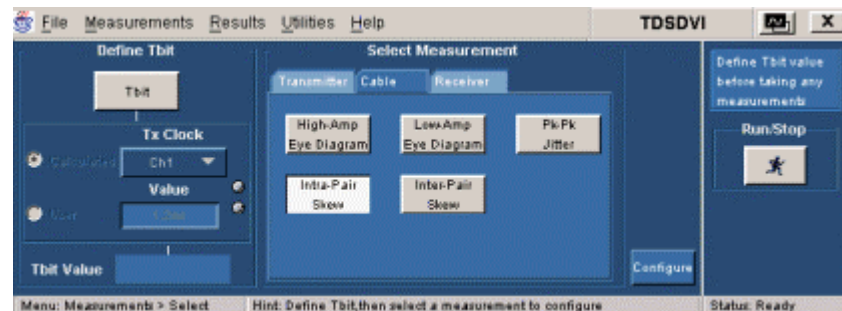 File Measurements Results Utilities Help TDSDVI X
Define Tbit
Tbit
Tx Clock
Calculated Ch1
Value
User
Tbit Value
Select Measurement
Transmitter Cable Receiver
High-Amp
Eye Diagram
Low-Amp
Eye Diagram
Pk-Pk
Jitter
Intra-Pair
Skew
Inter-Pair
Skew
Configure
Define Tbit value
before taking any
measurements
Run/Stop
Menu: Measurements > Select
Hint: Define Tbit,then select a measurement to configure
Status: Ready